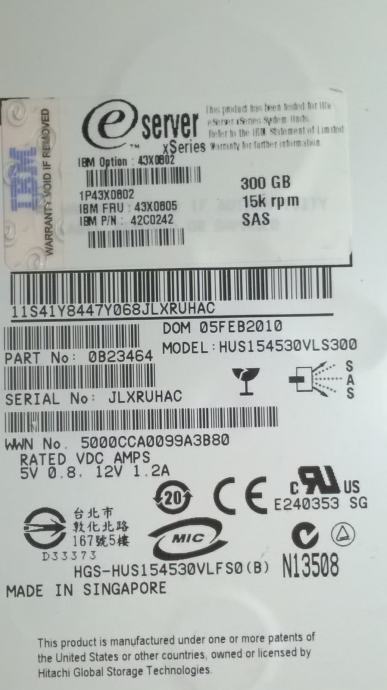 IBM
WARRANTY VOID IF REMOVED
e server
™ xSeries
This product has been tested for IBM
eServer xSeries System Units.
Refer to the IBM Statement of Limited
Warranty for further information.
IBM Option : 43X0802
1P43X0802
IBM FRU : 43X0805
IBM P/N : 42C0242
300 GB
15k rpm
SAS
11S41Y8447Y068JLXRUHAC
DOM 05FEB2010
PART No: 0B23464
MODEL: HUS154530VLS300
SERIAL No: JLXRUHAC
SAS
WWN No. 5000CCA0099A3B80
RATED VDC AMPS
5V 0.8, 12V 1.2A
20
CE
c RU US
E240353 SG
台北市
敦化北路
167號5樓
D33373
MIC
N13508
HGS-HUS154530VLFS0(B)
MADE IN SINGAPORE
This product is manufactured under one or more patents of
the United States or other countries, owned or licensed by
Hitachi Global Storage Technologies.